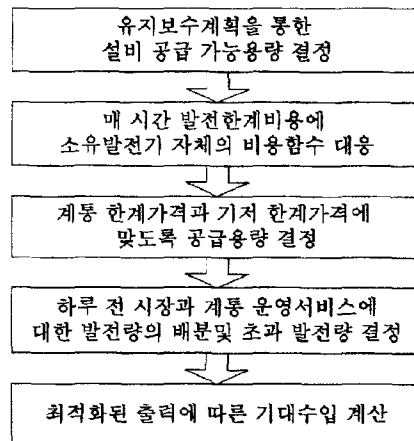 유지보수계획을 통한
설비 공급 가능용량 결정
매 시간 발전한계비용에
소유발전기 자체의 비용함수 대응
계통 한계가격과 기저 한계가격에
맞도록 공급용량 결정
하루 전 시장과 계통 운영서비스에
대한 발전량의 배분및 초과 발전량 결정
최적화된 출력에 따른 기대수입 계산